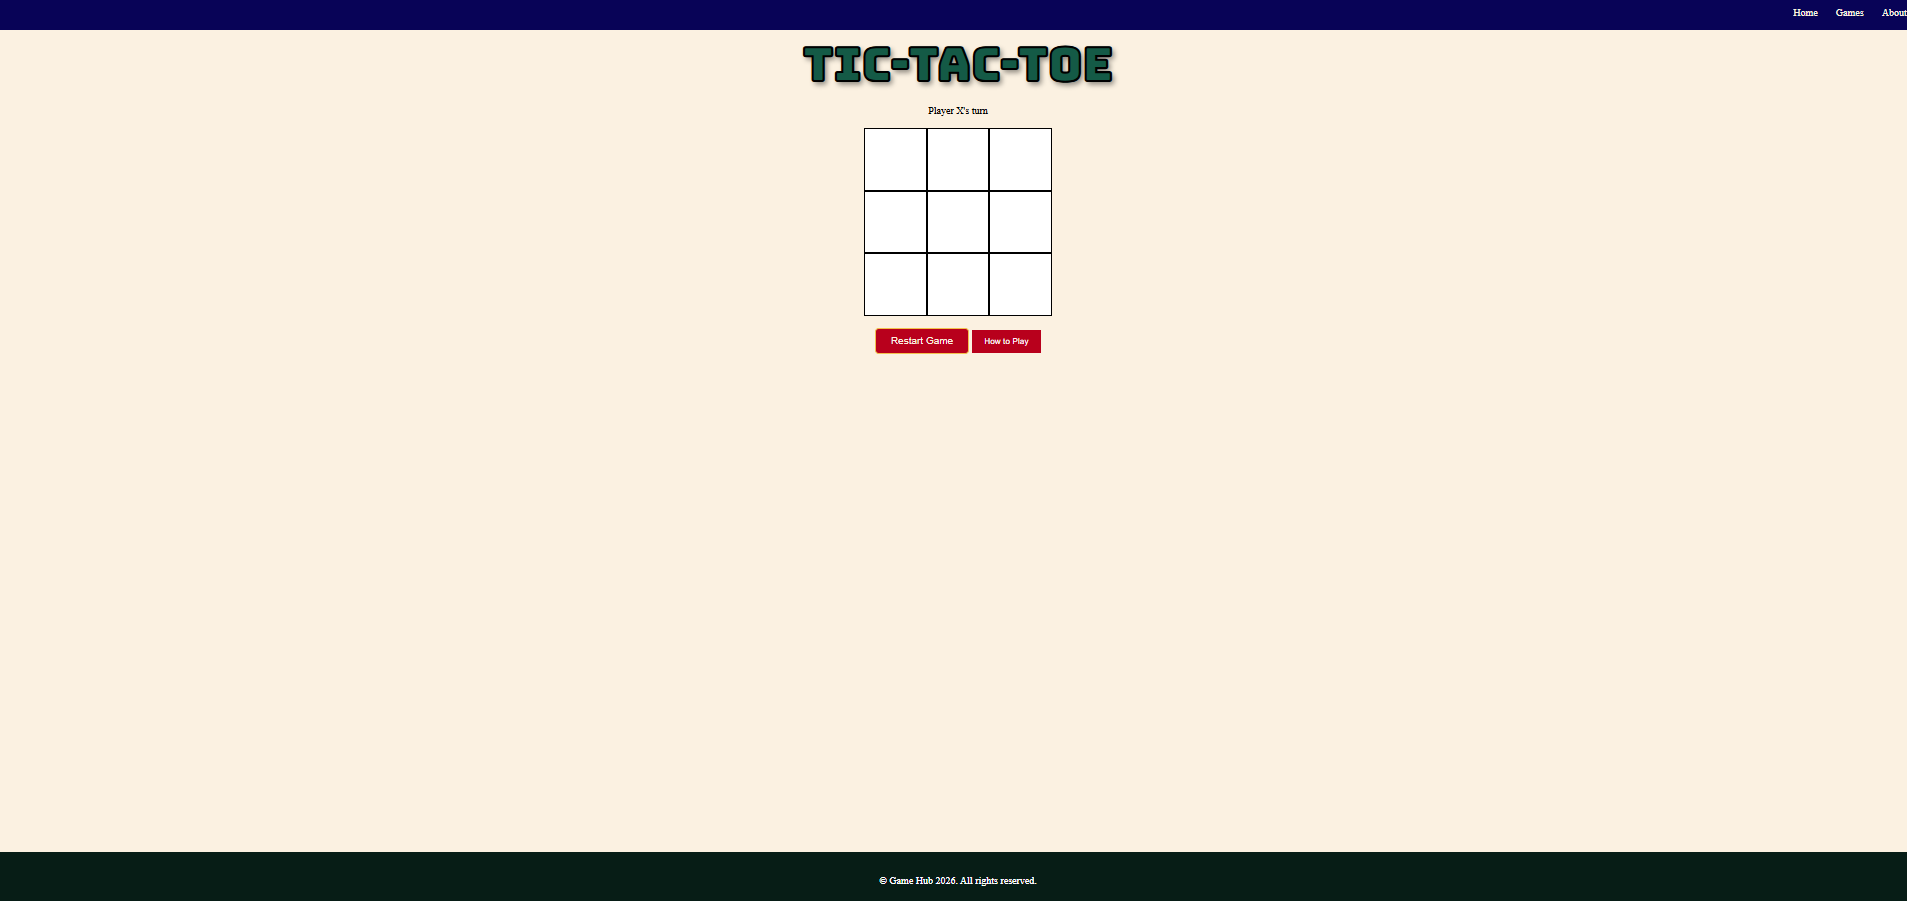 Home Games About
TIC-TAC-TOE
Player X's turn
Restart Game How to Play
© Game Hub 2026. All rights reserved.